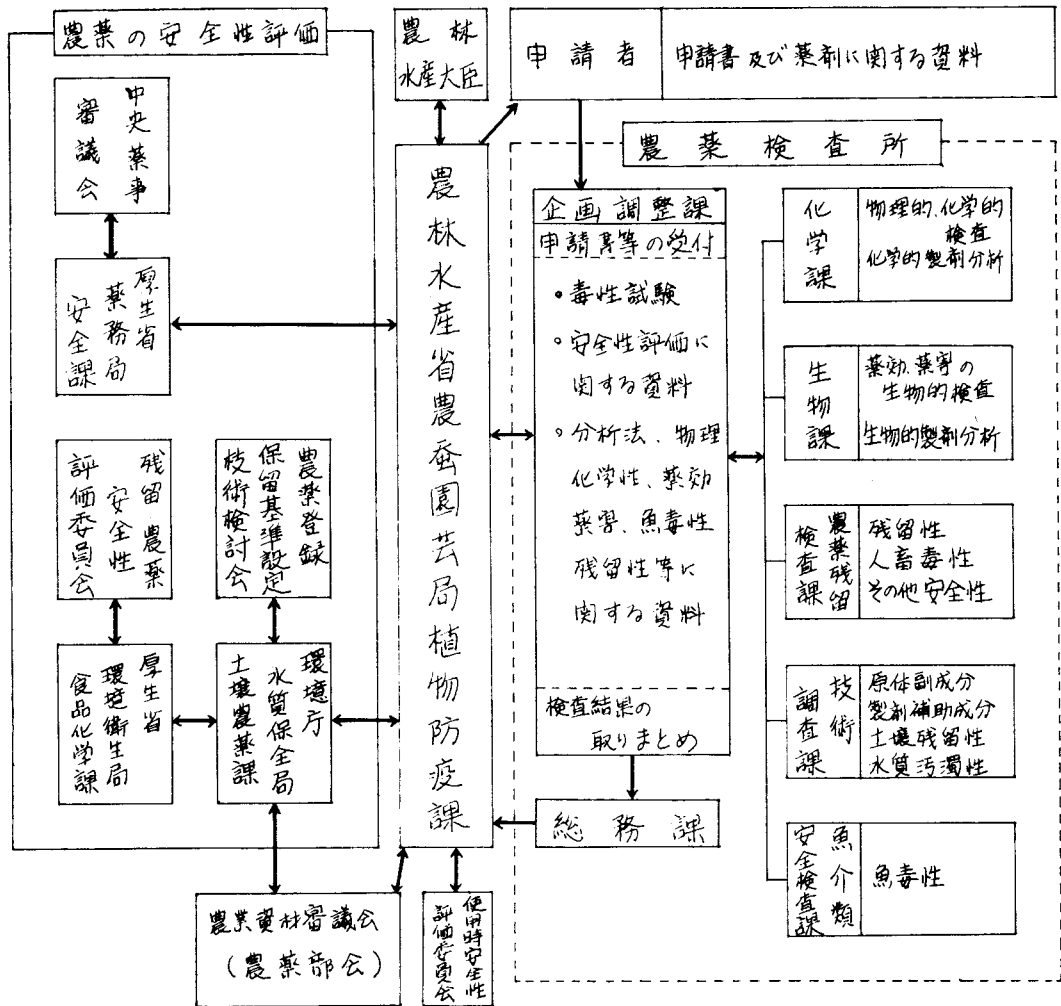 農薬の安全性評価
中央薬事
審議会
厚生省
薬務局
安全課
残留農薬
安全性
評価委員会
農薬登録
保留基準設定
技術検討会
厚生省
環境衛生局
食品化学課
環境庁
水質保全局
土壌農薬課
農林
水産大臣
農林水産省農蚕園芸局植物防疫課
農業資材審議会
(農薬部会)
使用時安全性
評価委員会
申請者
申請書及び薬剤に関する資料
農薬検査所
企画調整課
申請書等の受付
・毒性試験
・安全性評価に
関する資料
・分析法、物理
化学性、薬効
薬害、魚毒性
残留性等に
関する資料
検査結果の
取りまとめ
総務課
化学課
物理的、化学的
検査
化学的製剤分析
生物課
薬効、薬害の
生物的検査
生物的製剤分析
農薬残留
検査課
残留性
人畜毒性
その他安全性
技術
調査課
原体副成分
製剤補助成分
土壌残留性
水質汚濁性
魚介類
安全検査課
魚毒性